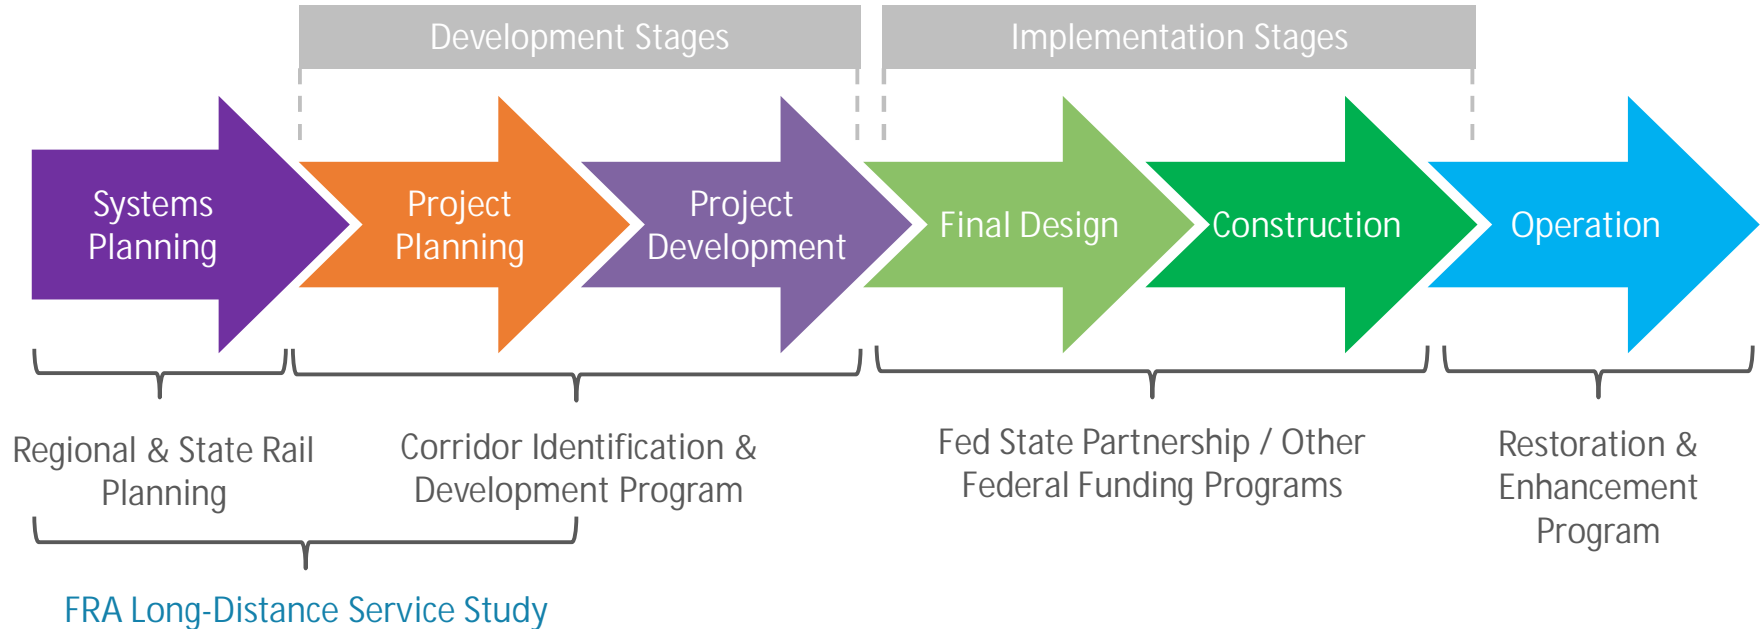 Development Stages
Implementation Stages
Systems
Planning
Project
Planning
Project
Development
Final Design
Construction
Operation
Regional & State Rail
Planning
Corridor Identification &
Development Program
Fed State Partnership / Other
Federal Funding Programs
Restoration &
Enhancement
Program
FRA Long-Distance Service Study